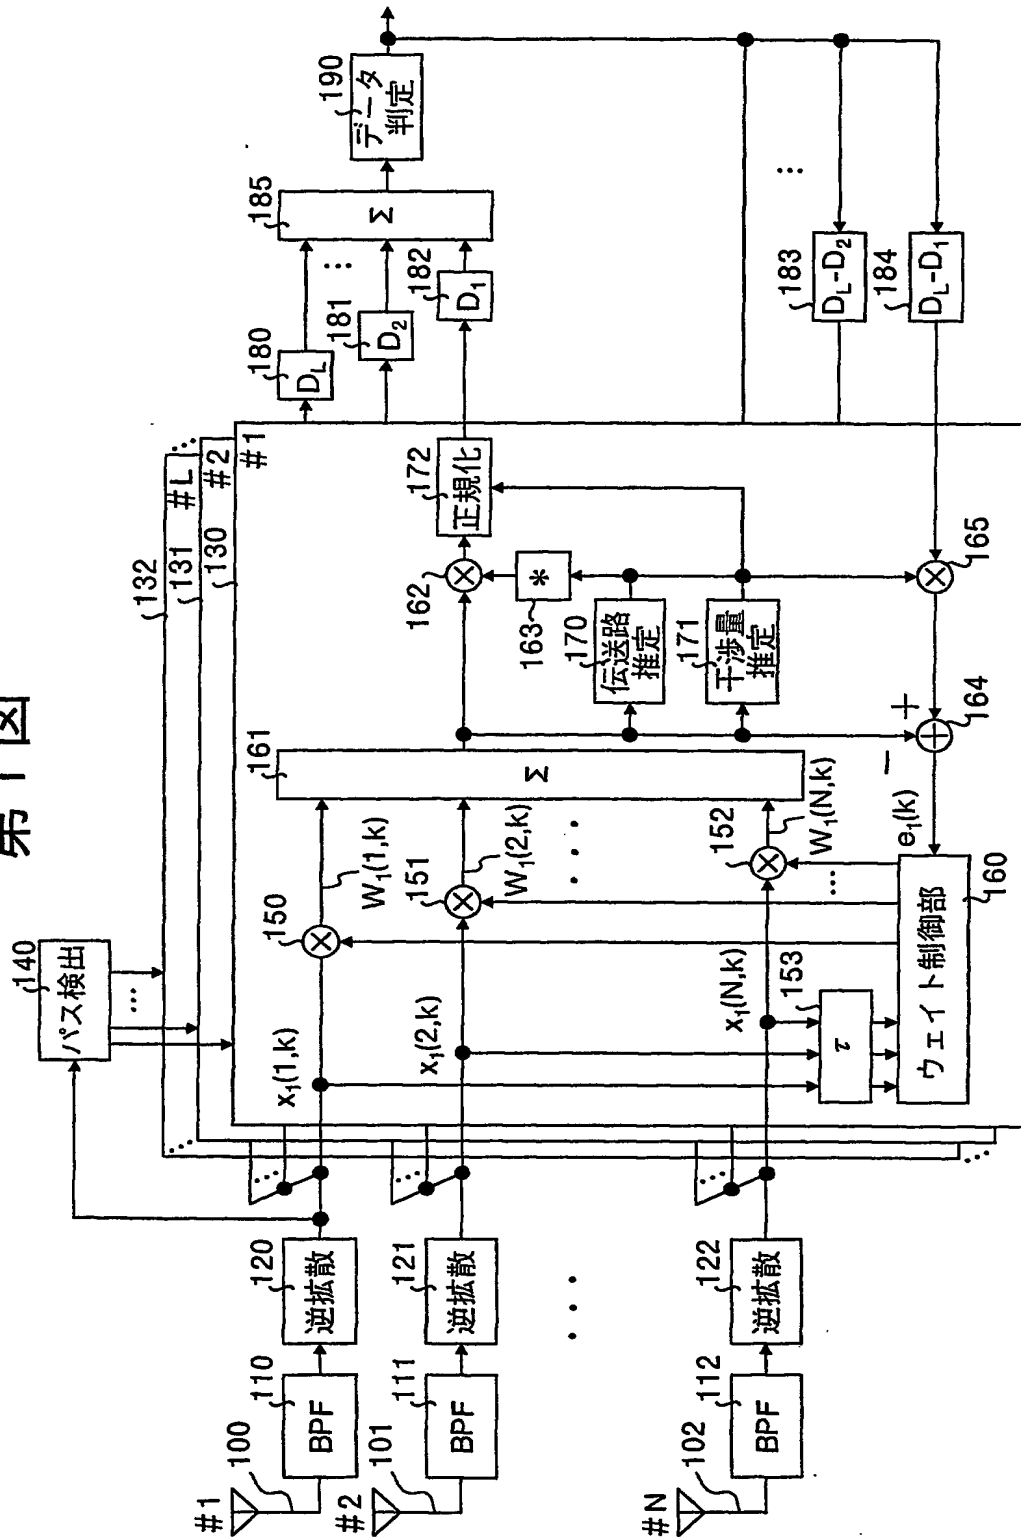 第1図
140
パス検出
132
#L
131
#2
130
#1
#1
100
110
BPF
120
逆拡散
x₁(1,k)
150
W₁(1,k)
#2
101
111
BPF
121
逆拡散
x₁(2,k)
151
W₁(2,k)
#N
102
112
BPF
122
逆拡散
x₁(N,k)
152
W₁(N,k)
153
τ
160
ウェイト制御部
e₁(k)
161
Σ
162
163
*
170
伝送路
推定
171
干渉量
推定
172
正規化
164
+
−
165
180
D_L
181
D₂
182
D₁
185
Σ
190
データ
判定
183
D_L-D₂
184
D_L-D₁